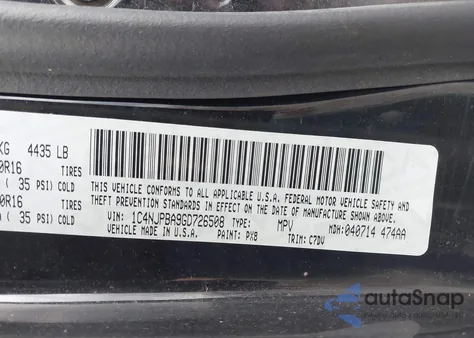 KG 4435 LB
0R16 TIRES
( 35 PSI) COLD
0R16 TIRES
( 35 PSI) COLD
THIS VEHICLE CONFORMS TO ALL APPLICABLE U.S.A. FEDERAL MOTOR VEHICLE SAFETY AND
THEFT PREVENTION STANDARDS IN EFFECT ON THE DATE OF MANUFACTURE SHOWN ABOVE.
VIN: 1C4NJPBA9GD726508 TYPE: MPV MDH: 040714 474AA
VEHICLE MADE IN U.S.A. PAINT: PX8 TRIM: C7DV
autoSnap